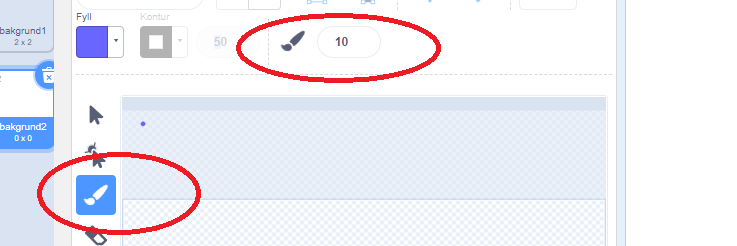 Fyll
Kontur
50
10
bakgrund1
2 x 2
bakgrund2
0 x 0